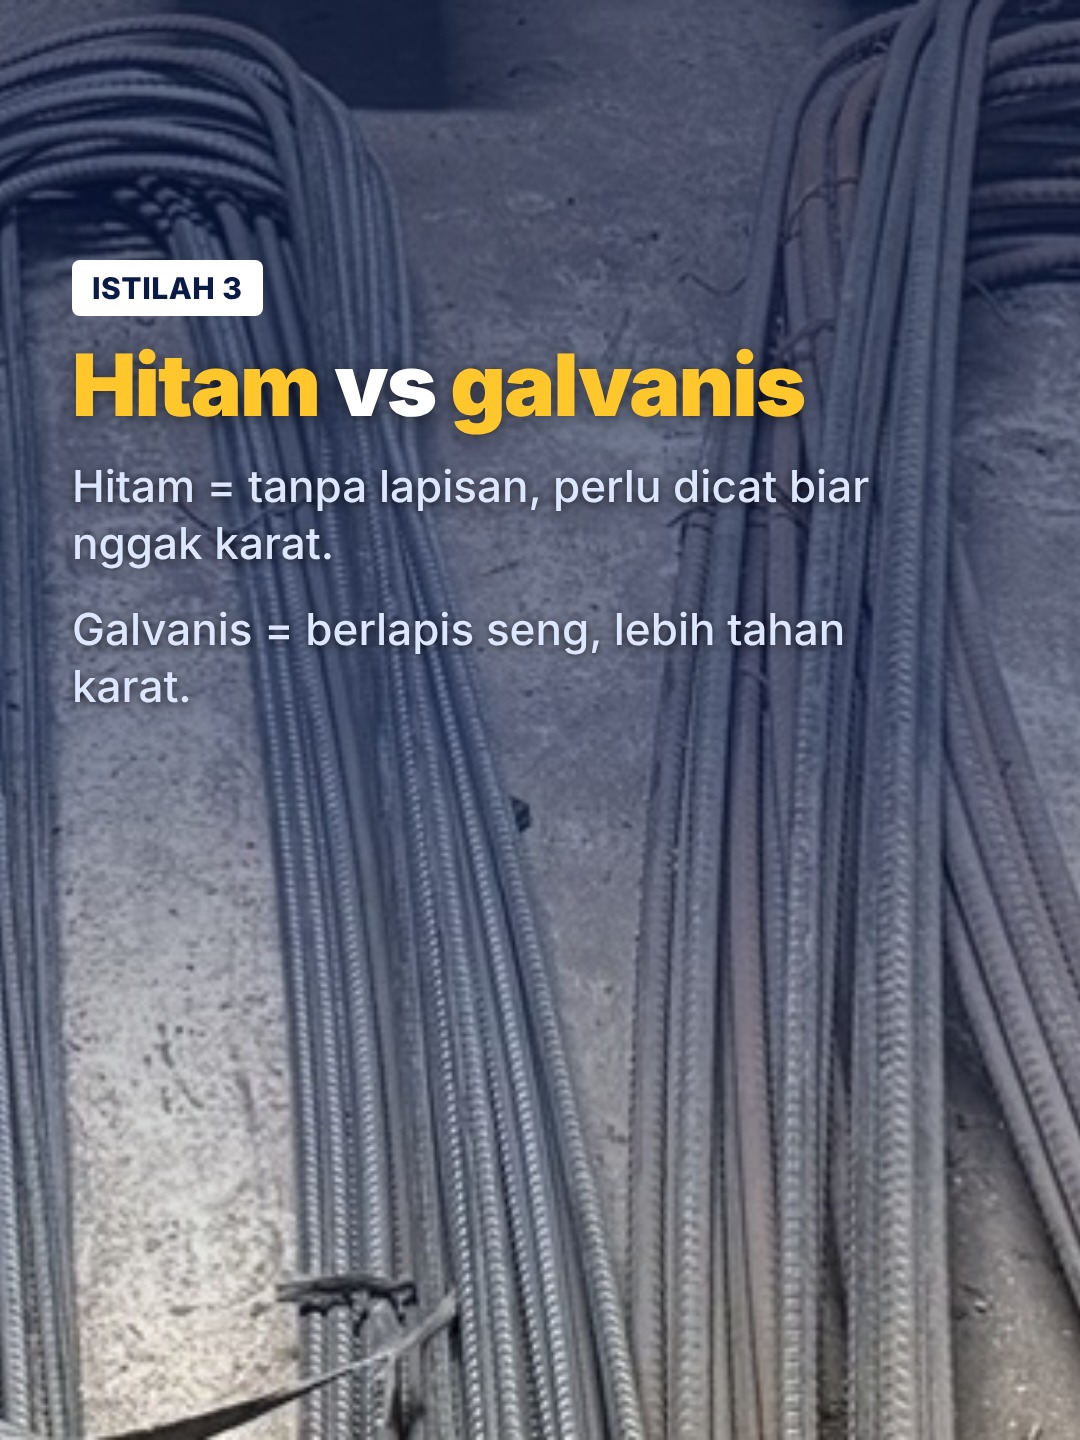 ISTILAH 3
Hitam vs galvanis
Hitam = tanpa lapisan, perlu dicat biar
nggak karat.
Galvanis = berlapis seng, lebih tahan
karat.